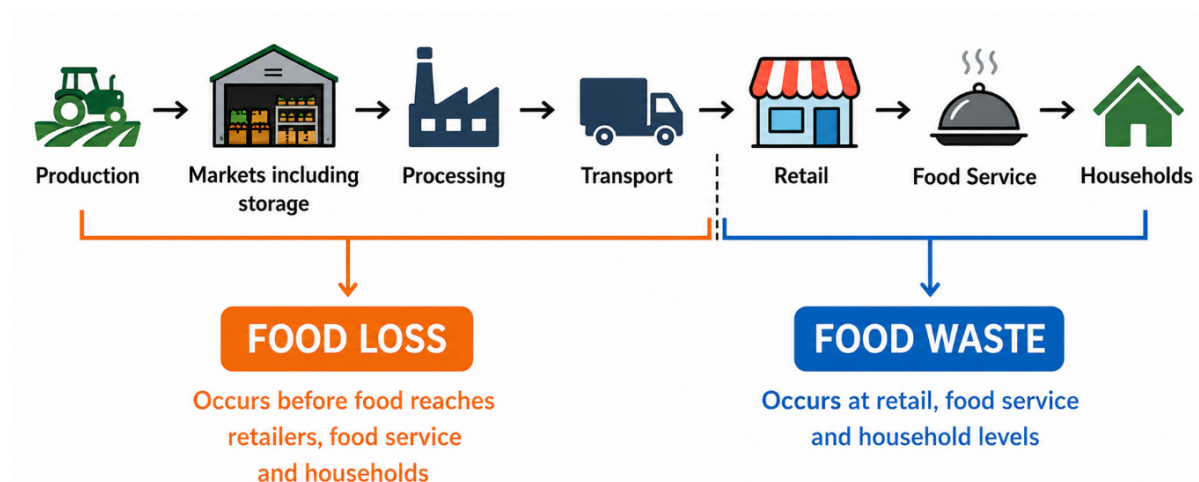 Production
Markets including
storage
Processing
Transport
Retail
Food Service
Households
FOOD LOSS
Occurs before food reaches
retailers, food service
and households
FOOD WASTE
Occurs at retail, food service
and household levels